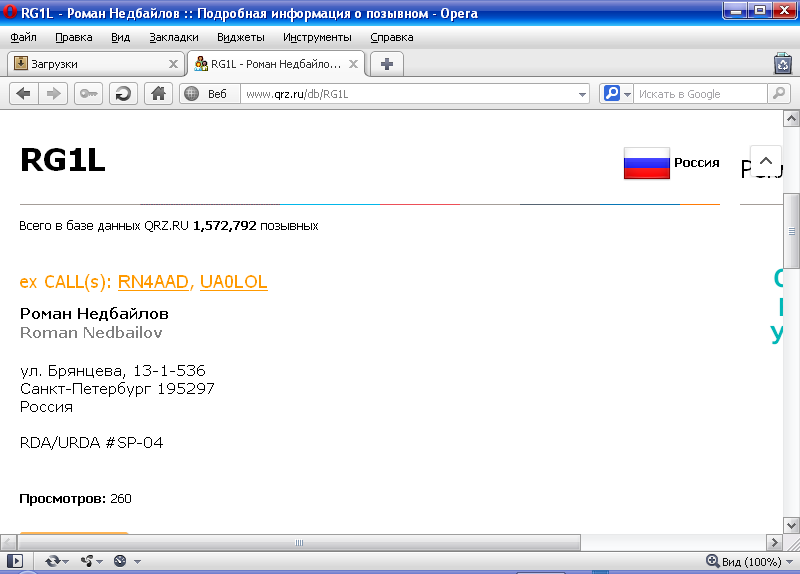 RG1L - Роман Недбайлов :: Подробная информация о позывном - Opera
Файл Правка Вид Закладки Виджеты Инструменты Справка
Загрузки RG1L - Роман Недбайло...
Веб www.qrz.ru/db/RG1L Искать в Google
RG1L
Россия
Всего в базе данных QRZ.RU 1,572,792 позывных
ex CALL(s): RN4AAD, UA0LOL
Роман Недбайлов
Roman Nedbailov
ул. Брянцева, 13-1-536
Санкт-Петербург 195297
Россия
RDA/URDA #SP-04
Просмотров: 260
Вид (100%)